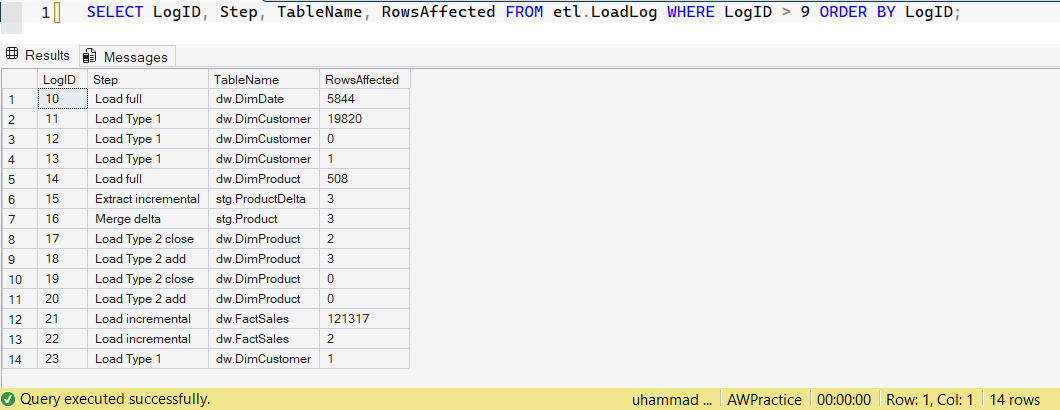 1 SELECT LogID, Step, TableName, RowsAffected FROM etl.LoadLog WHERE LogID > 9 ORDER BY LogID;
Results Messages
LogID Step TableName RowsAffected
1 10 Load full dw.DimDate 5844
2 11 Load Type 1 dw.DimCustomer 19820
3 12 Load Type 1 dw.DimCustomer 0
4 13 Load Type 1 dw.DimCustomer 1
5 14 Load full dw.DimProduct 508
6 15 Extract incremental stg.ProductDelta 3
7 16 Merge delta stg.Product 3
8 17 Load Type 2 close dw.DimProduct 2
9 18 Load Type 2 add dw.DimProduct 3
10 19 Load Type 2 close dw.DimProduct 0
11 20 Load Type 2 add dw.DimProduct 0
12 21 Load incremental dw.FactSales 121317
13 22 Load incremental dw.FactSales 2
14 23 Load Type 1 dw.DimCustomer 1
Query executed successfully. uhammad ... AWPractice 00:00:00 Row: 1, Col: 1 14 rows